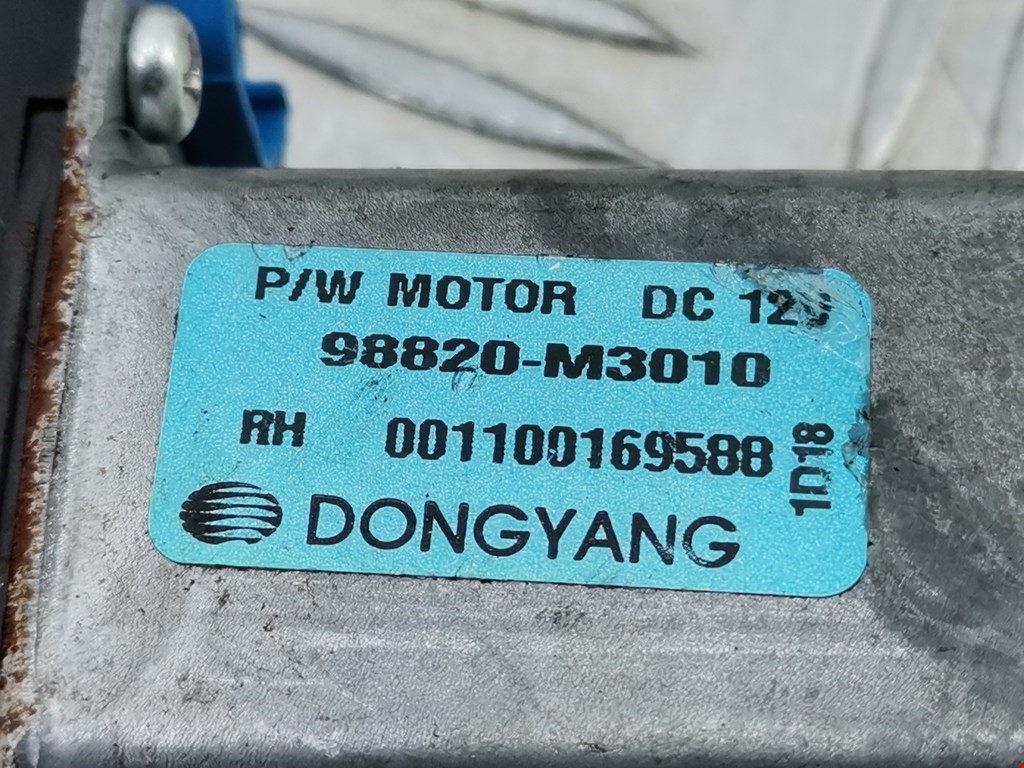 P/W MOTOR DC 12V
98820-M3010
RH 001100169588
1D18
DONGYANG